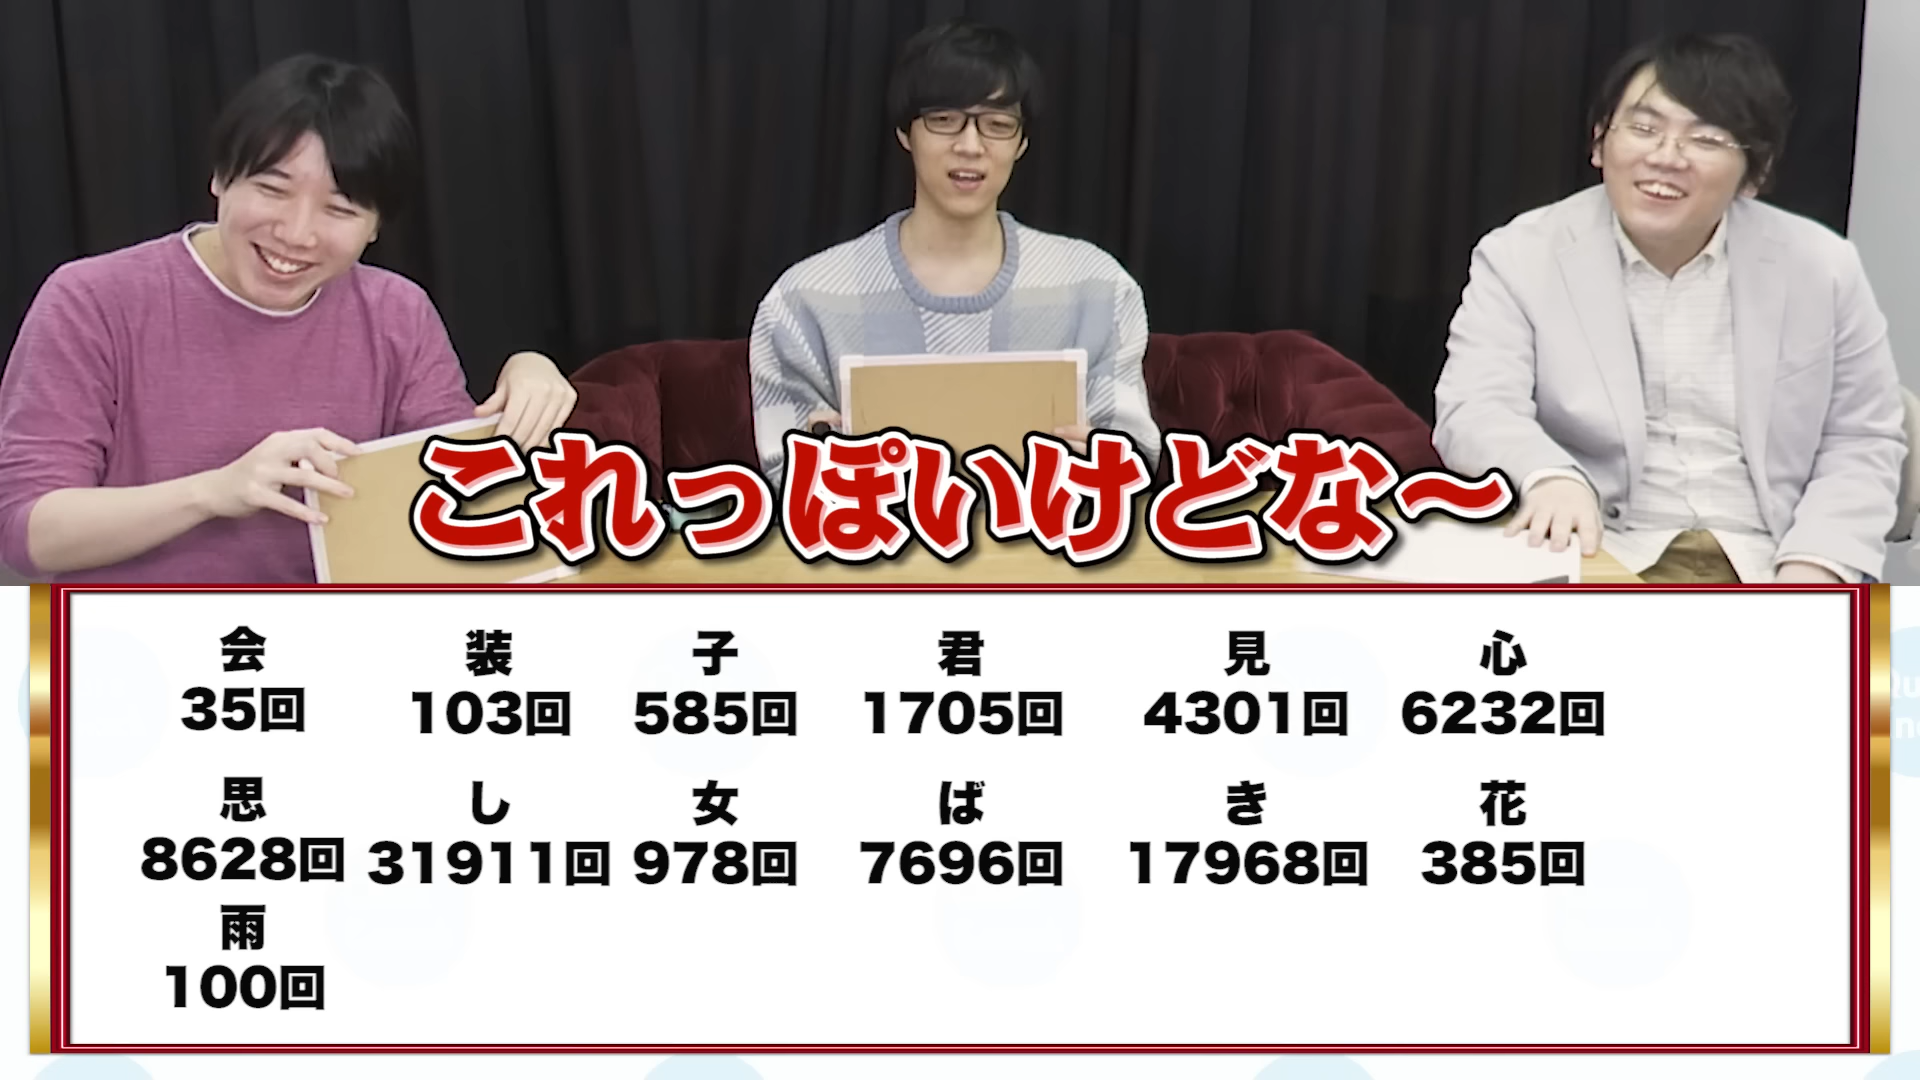 これっぽいけどな〜
会 装 子 君 見 心
35回 103回 585回 1705回 4301回 6232回
思 し 女 ば き 花
8628回 31911回 978回 7696回 17968回 385回
雨
100回